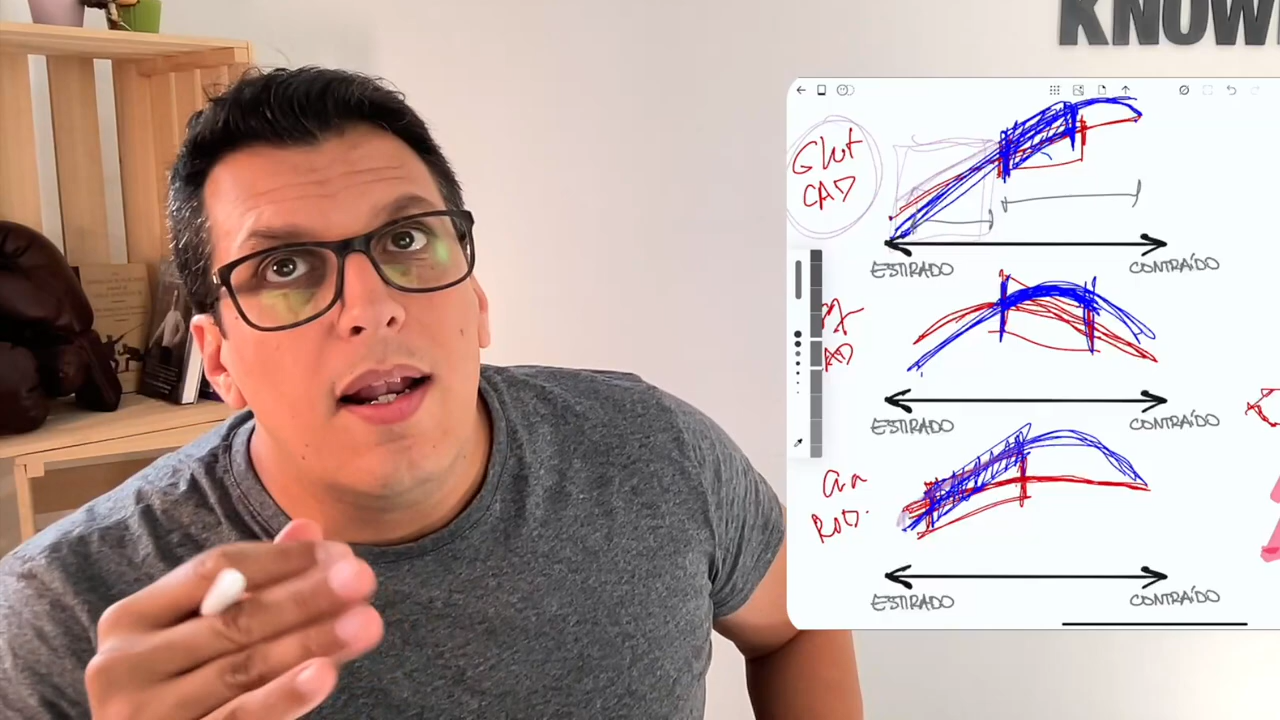 KNOW
Glut
CAD
ESTIRADO
CONTRAÍDO
ESTIRADO
CONTRAÍDO
ESTIRADO
CONTRAÍDO